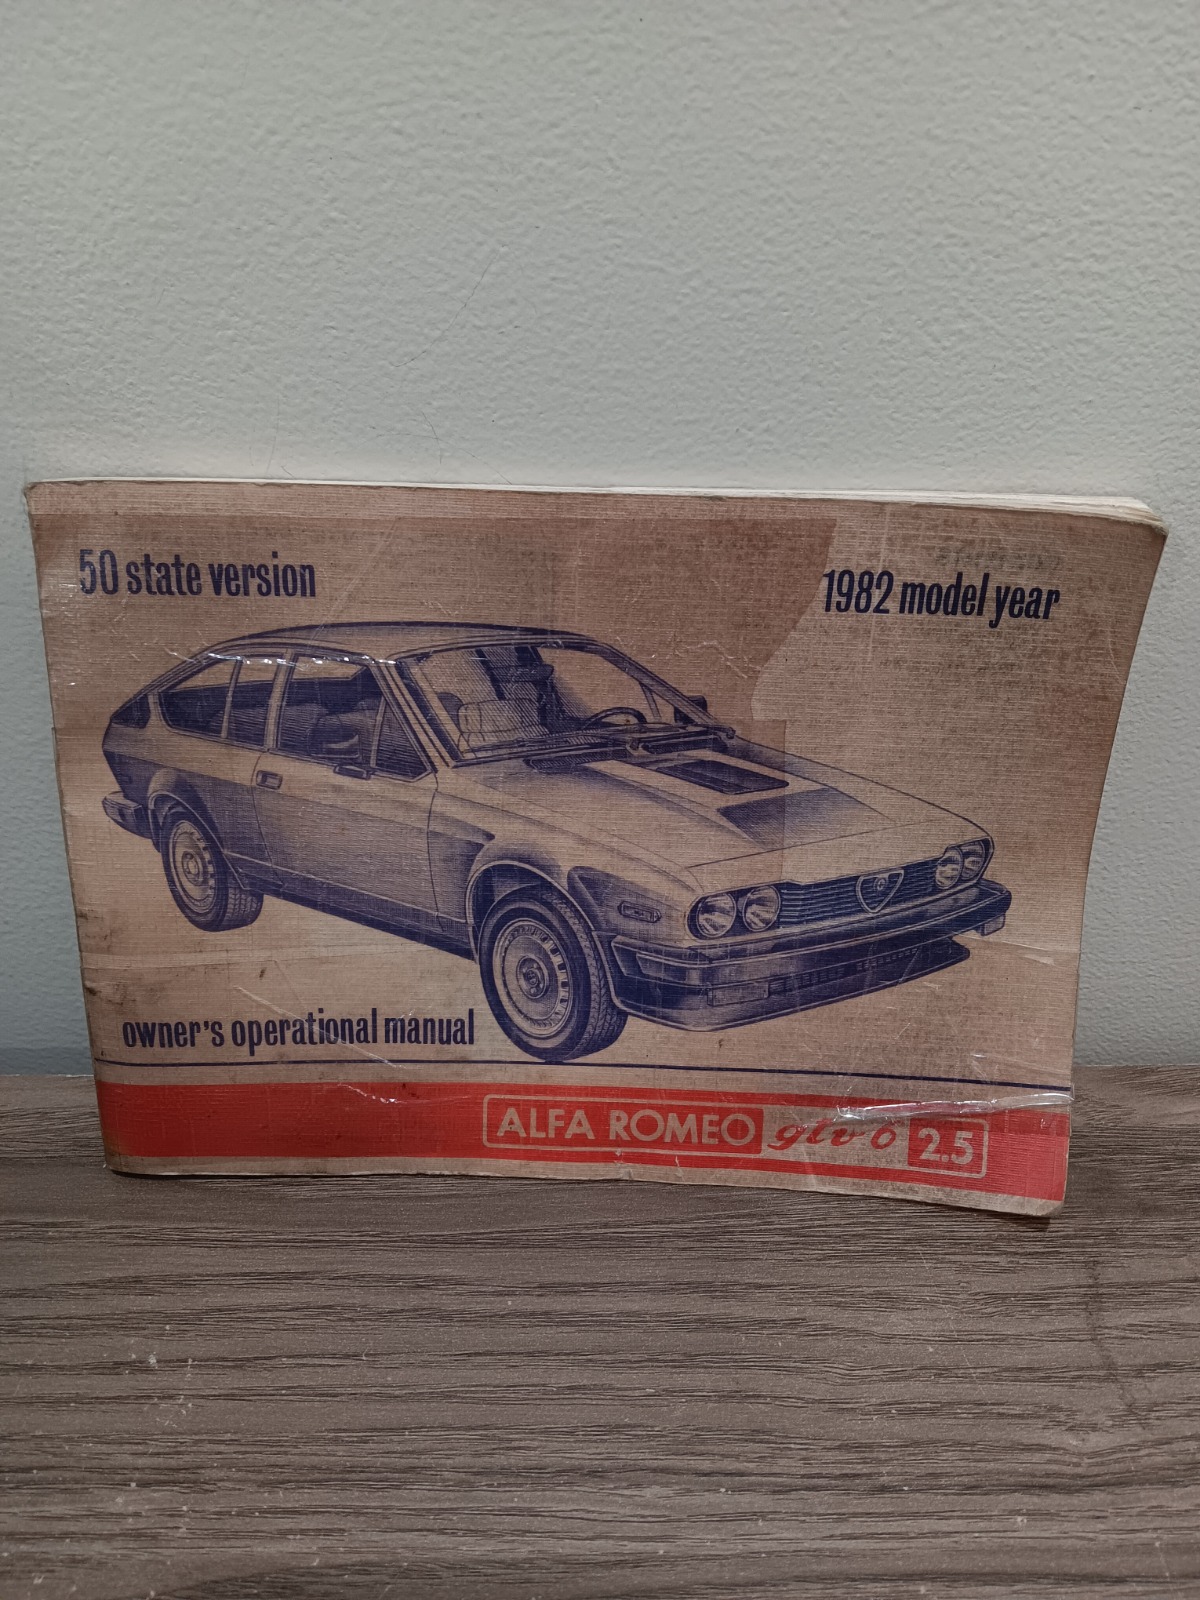 50 state version
1982 model year
owner's operational manual
ALFA ROMEO gtv 6 2.5